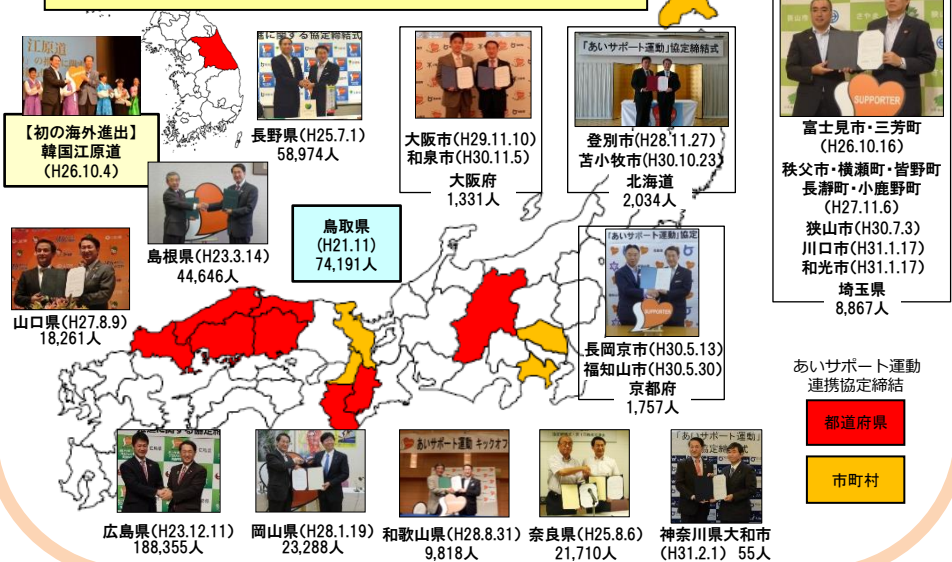 江原道
【初の海外進出】
韓国江原道
(H26.10.4)
長野県(H25.7.1)
58,974人
大阪市(H29.11.10)
和泉市(H30.11.5)
大阪府
1,331人
「あいサポート運動」協定締結式
登別市(H28.11.27)
苫小牧市(H30.10.23)
北海道
2,034人
SUPPORTER
富士見市・三芳町
(H26.10.16)
秩父市・横瀬町・皆野町
長瀞町・小鹿野町
(H27.11.6)
狭山市(H30.7.3)
川口市(H31.1.17)
和光市(H31.1.17)
埼玉県
8,867人
島根県(H23.3.14)
44,646人
鳥取県
(H21.11)
74,191人
山口県(H27.8.9)
18,261人
「あいサポート運動」協定
SUPPORTER
長岡京市(H30.5.13)
福知山市(H30.5.30)
京都府
1,757人
あいサポート運動
連携協定締結
都道府県
市町村
広島県(H23.12.11)
188,355人
岡山県(H28.1.19)
23,288人
あいサポート運動 キックオフ
和歌山県(H28.8.31)
9,818人
奈良県(H25.8.6)
21,710人
「あいサポート運動」
神奈川県大和市
(H31.2.1) 55人